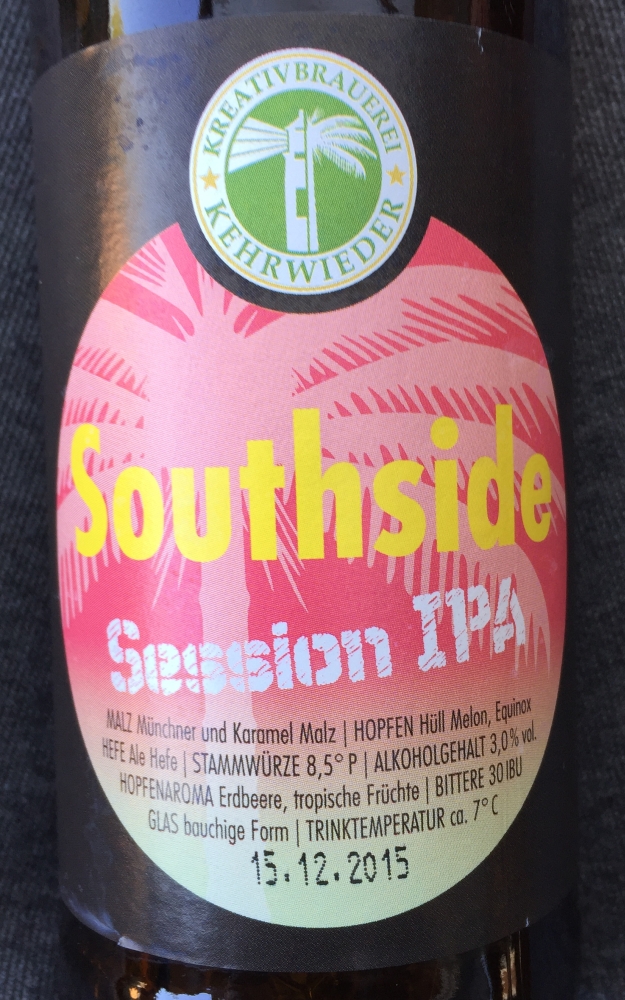 KREATIVBRAUEREI
KEHRWIEDER
Southside
Session IPA
MALZ Münchner und Karamel Malz | HOPFEN Hüll Melon, Equinox
HEFE Ale Hefe | STAMMWÜRZE 8,5° P | ALKOHOLGEHALT 3,0 % vol.
HOPFENAROMA Erdbeere, tropische Früchte | BITTERE 30 IBU
GLAS bauchige Form | TRINKTEMPERATUR ca. 7° C
15.12.2015